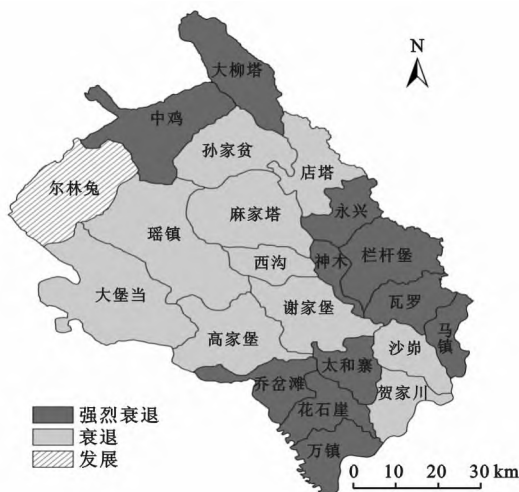 N
大柳塔
中鸡
孙家贫
店塔
尔林兔
麻家塔
永兴
瑶镇
栏杆堡
西沟
神木
大堡当
瓦罗
谢家堡
马镇
高家堡
沙峁
太和寨
乔岔滩
贺家川
花石崖
万镇
强烈衰退
衰退
发展
0 10 20 30 km